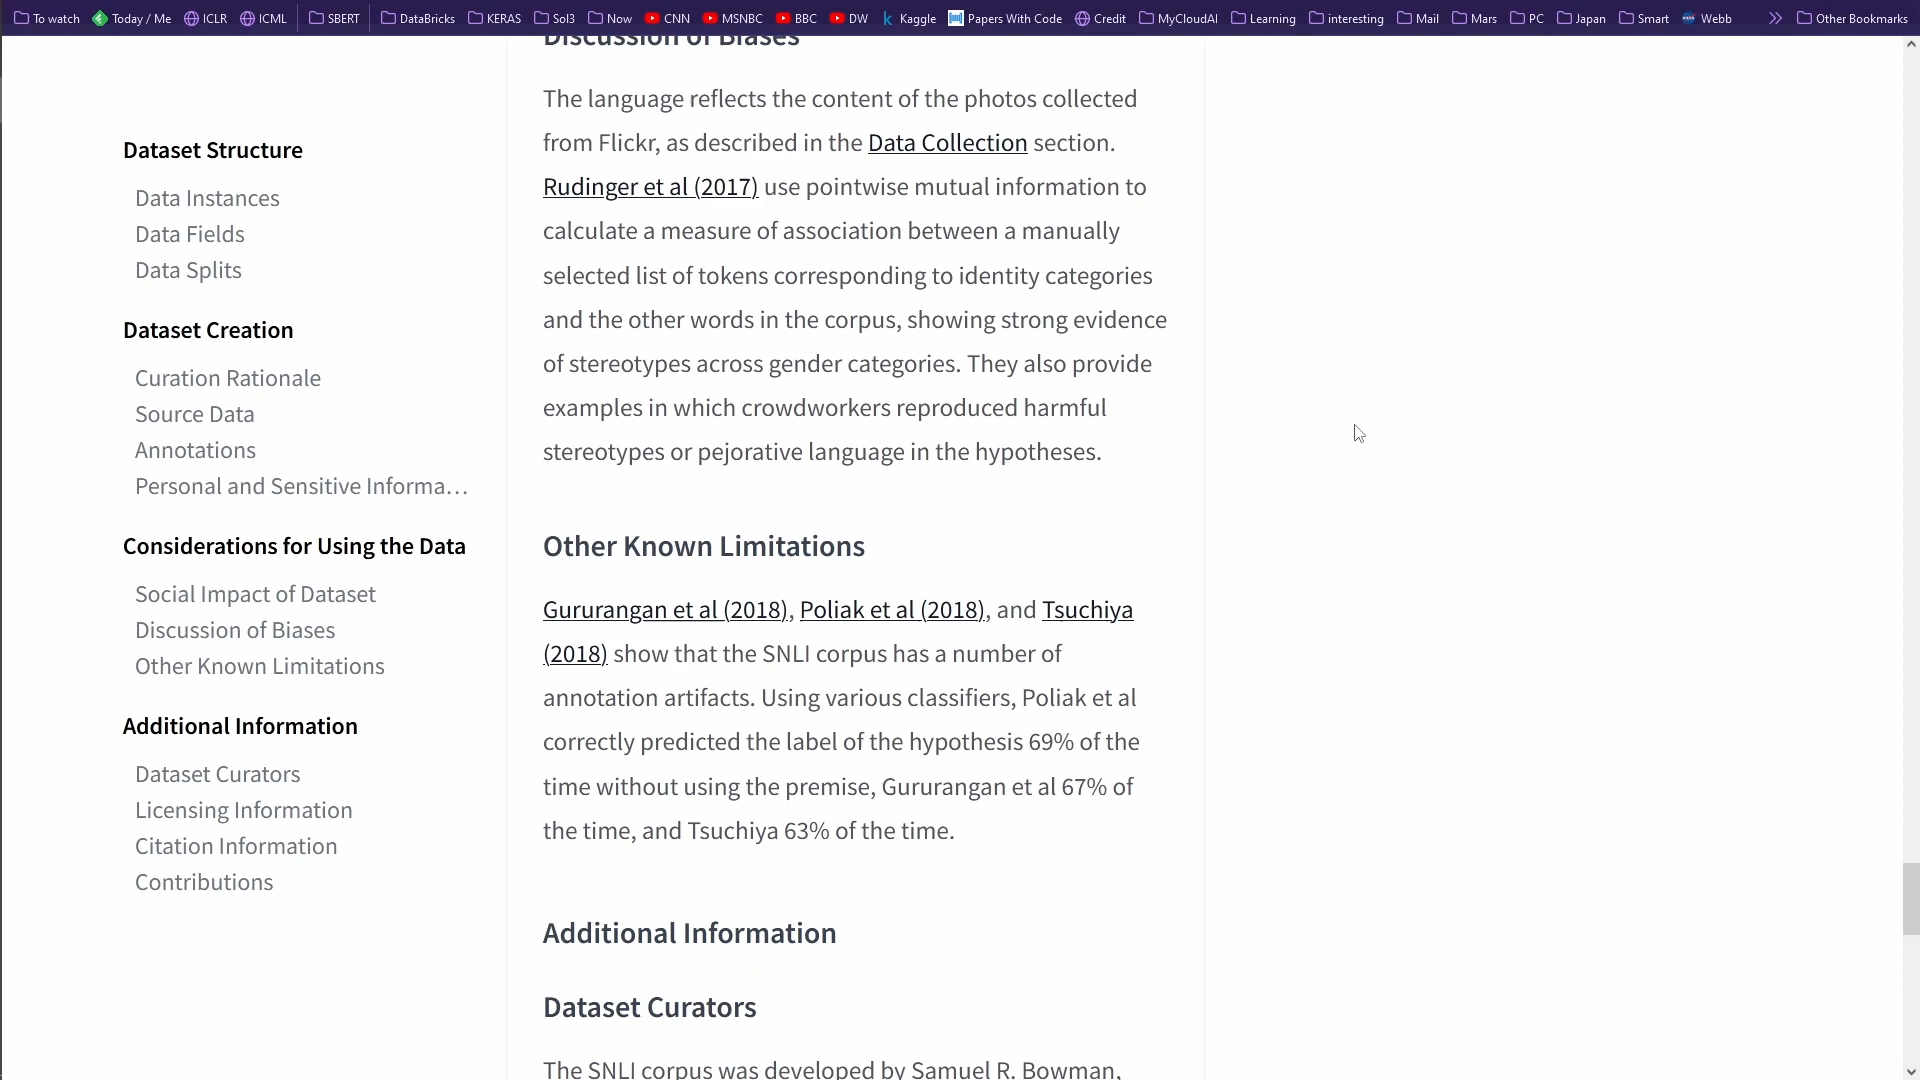 To watch Today / Me ICLR ICML SBERT DataBricks KERAS Sol3 Now CNN MSNBC BBC DW Kaggle Papers With Code Credit MyCloudAI Learning interesting Mail Mars PC Japan Smart Webb Other Bookmarks
Dataset Structure
Data Instances
Data Fields
Data Splits
Dataset Creation
Curation Rationale
Source Data
Annotations
Personal and Sensitive Informa…
Considerations for Using the Data
Social Impact of Dataset
Discussion of Biases
Other Known Limitations
Additional Information
Dataset Curators
Licensing Information
Citation Information
Contributions
Discussion of Biases
The language reflects the content of the photos collected
from Flickr, as described in the Data Collection section.
Rudinger et al (2017) use pointwise mutual information to
calculate a measure of association between a manually
selected list of tokens corresponding to identity categories
and the other words in the corpus, showing strong evidence
of stereotypes across gender categories. They also provide
examples in which crowdworkers reproduced harmful
stereotypes or pejorative language in the hypotheses.
Other Known Limitations
Gururangan et al (2018), Poliak et al (2018), and Tsuchiya
(2018) show that the SNLI corpus has a number of
annotation artifacts. Using various classifiers, Poliak et al
correctly predicted the label of the hypothesis 69% of the
time without using the premise, Gururangan et al 67% of
the time, and Tsuchiya 63% of the time.
Additional Information
Dataset Curators
The SNLI corpus was developed by Samuel R. Bowman,